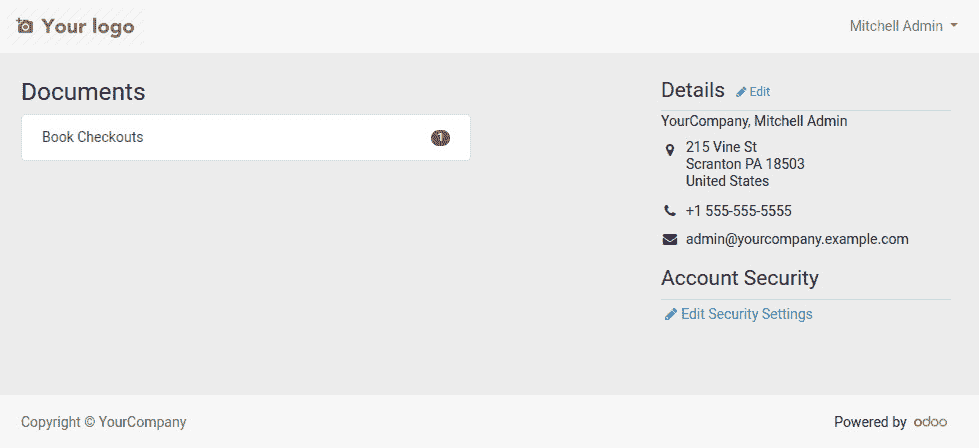 Your logo
Mitchell Admin
Documents
Book Checkouts
1
Details
Edit
YourCompany, Mitchell Admin
215 Vine St
Scranton PA 18503
United States
+1 555-555-5555
admin@yourcompany.example.com
Account Security
Edit Security Settings
Copyright © YourCompany
Powered by odoo